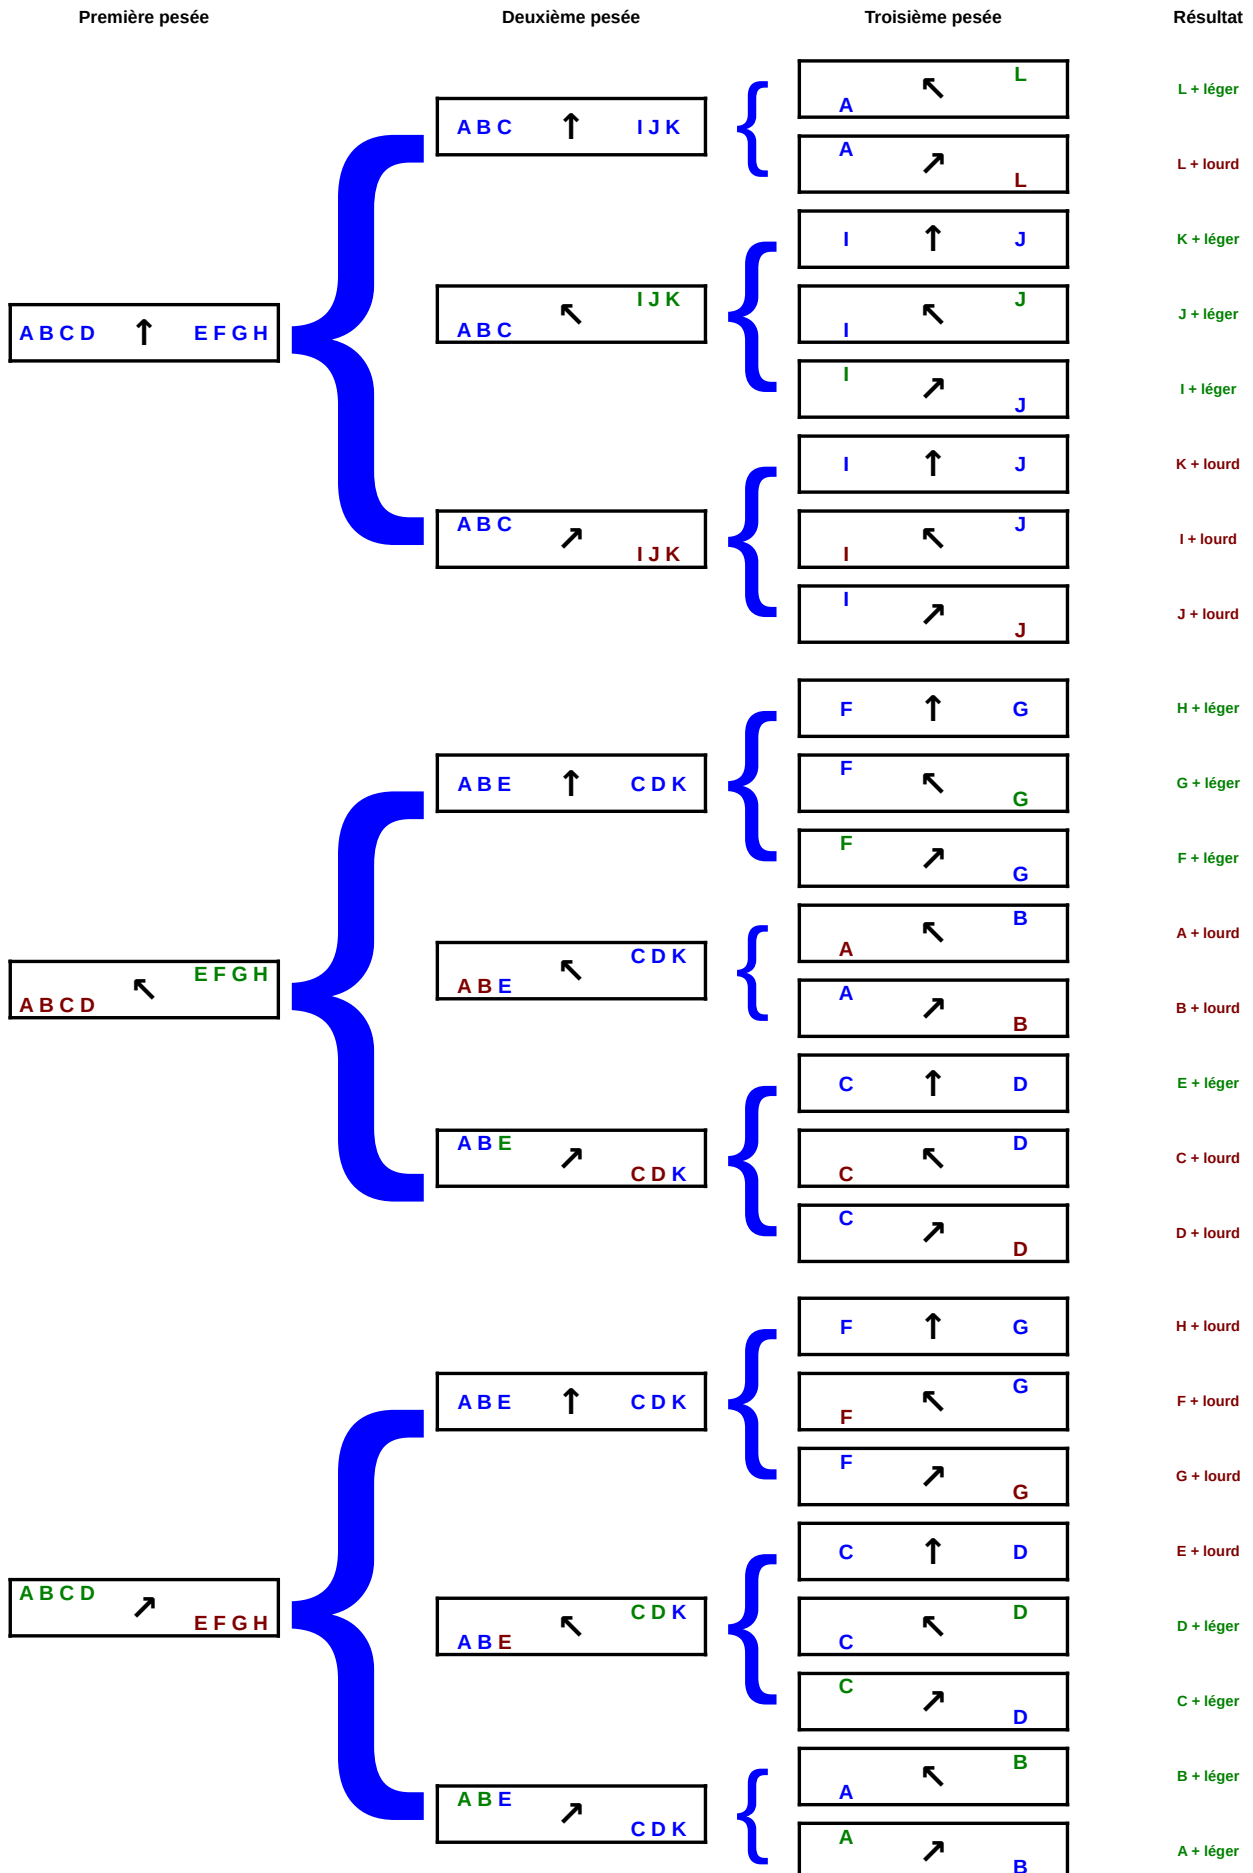 Première pesée Deuxième pesée Troisième pesée Résultat
L
A
L + léger
A B C ↑ I J K
A
L
L + lourd
I ↑ J
K + léger
I J K
A B C
J
I
J + léger
A B C D ↑ E F G H
I
J
I + léger
I ↑ J
K + lourd
A B C
I J K
J
I
I + lourd
I
J
J + lourd
F ↑ G
H + léger
A B E ↑ C D K
F
G
G + léger
F
G
F + léger
B
A
A + lourd
C D K
A B E
E F G H
A B C D
A
B
B + lourd
C ↑ D
E + léger
A B E
C D K
D
C
C + lourd
C
D
D + lourd
F ↑ G
H + lourd
A B E ↑ C D K
G
F
F + lourd
F
G
G + lourd
C ↑ D
E + lourd
A B C D
E F G H
C D K
A B E
D
C
D + léger
C
D
C + léger
B
A
B + léger
A B E
C D K
A
B
A + léger